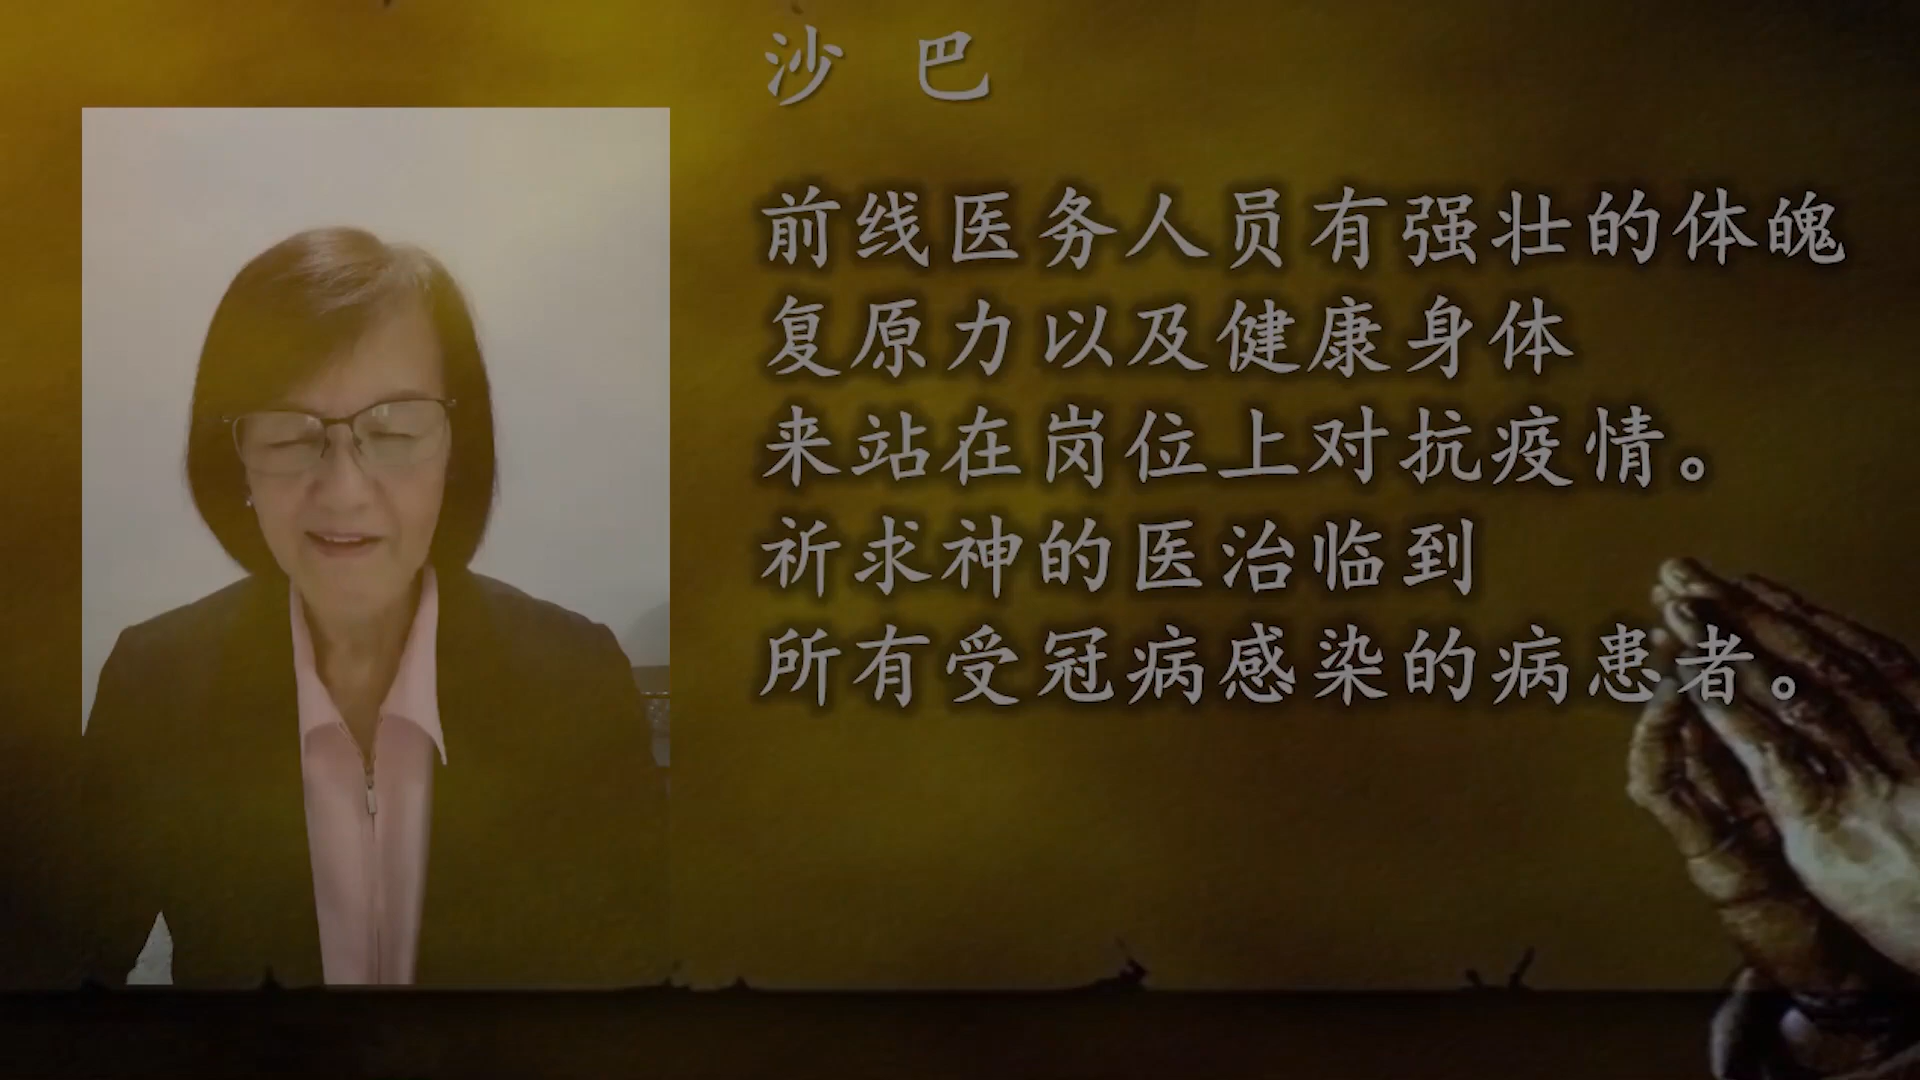 沙 巴
前线医务人员有强壮的体魄
复原力以及健康身体
来站在岗位上对抗疫情。
祈求神的医治临到
所有受冠病感染的病患者。